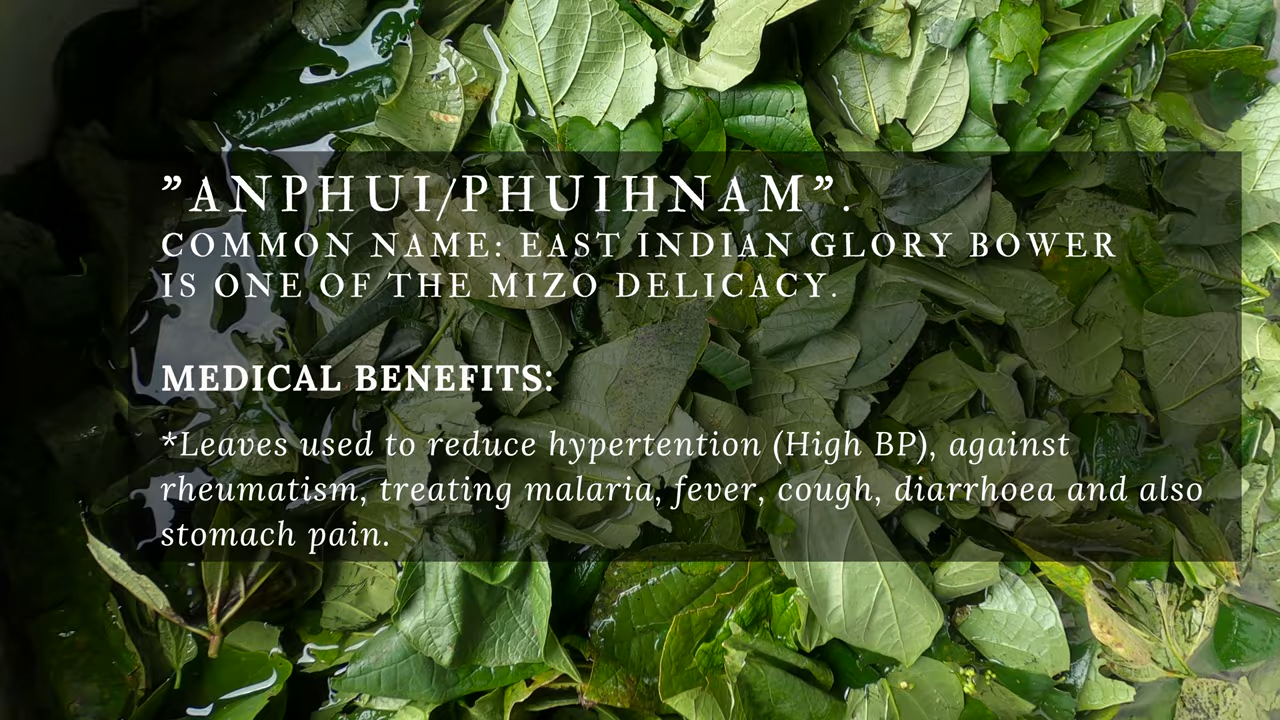 ”ANPHUI/PHUIHNAM”.
COMMON NAME: EAST INDIAN GLORY BOWER
IS ONE OF THE MIZO DELICACY.
MEDICAL BENEFITS:
*Leaves used to reduce hypertention (High BP), against
rheumatism, treating malaria, fever, cough, diarrhoea and also
stomach pain.